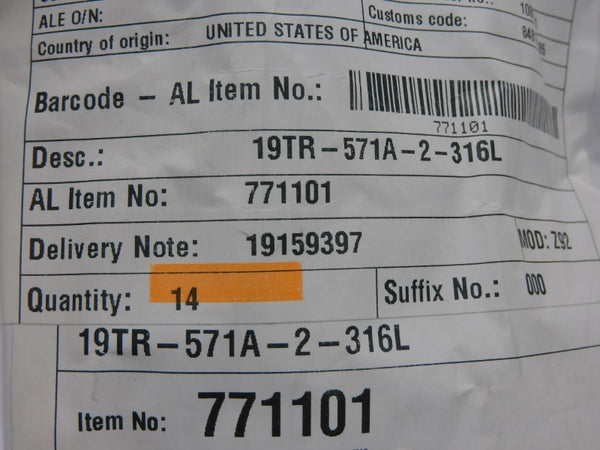 ALE O/N:
Customs code:
Country of origin: UNITED STATES OF AMERICA
Barcode – AL Item No.:
771101
Desc.: 19TR–571A–2–316L
AL Item No: 771101
Delivery Note: 19159397
MOD: Z92
Quantity: 14
Suffix No.: 000
19TR–571A–2–316L
Item No: 771101